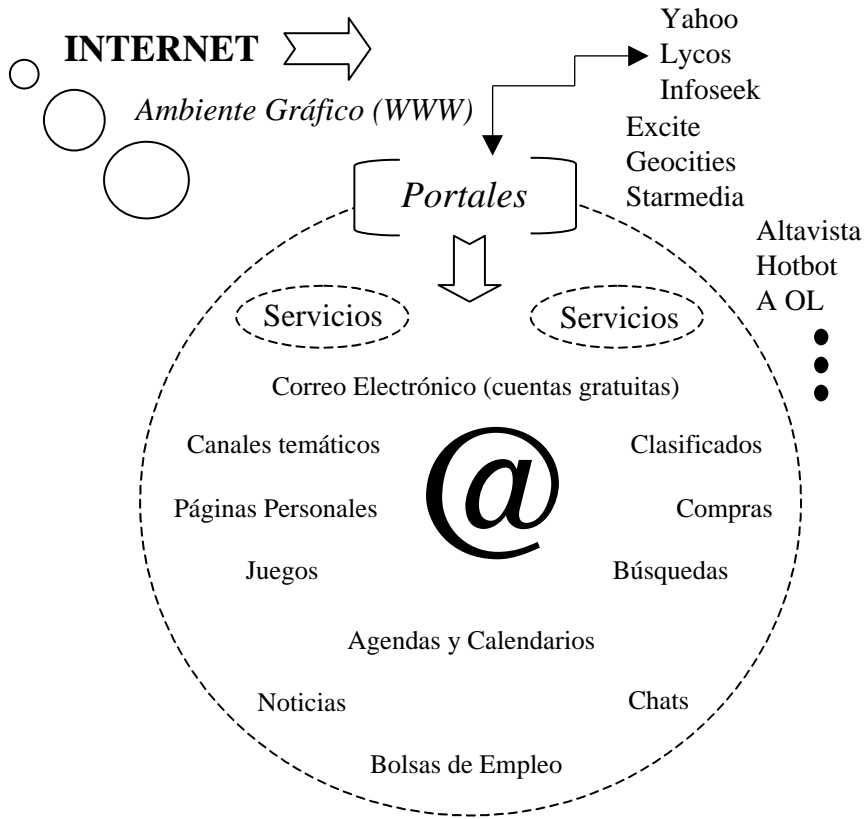 INTERNET
Ambiente Gráfico (WWW)
Yahoo
Lycos
Infoseek
Excite
Geocities
Starmedia
Altavista
Hotbot
A OL
Portales
Servicios
Servicios
Correo Electrónico (cuentas gratuitas)
Canales temáticos
Clasificados
@
Páginas Personales
Compras
Juegos
Búsquedas
Agendas y Calendarios
Noticias
Chats
Bolsas de Empleo